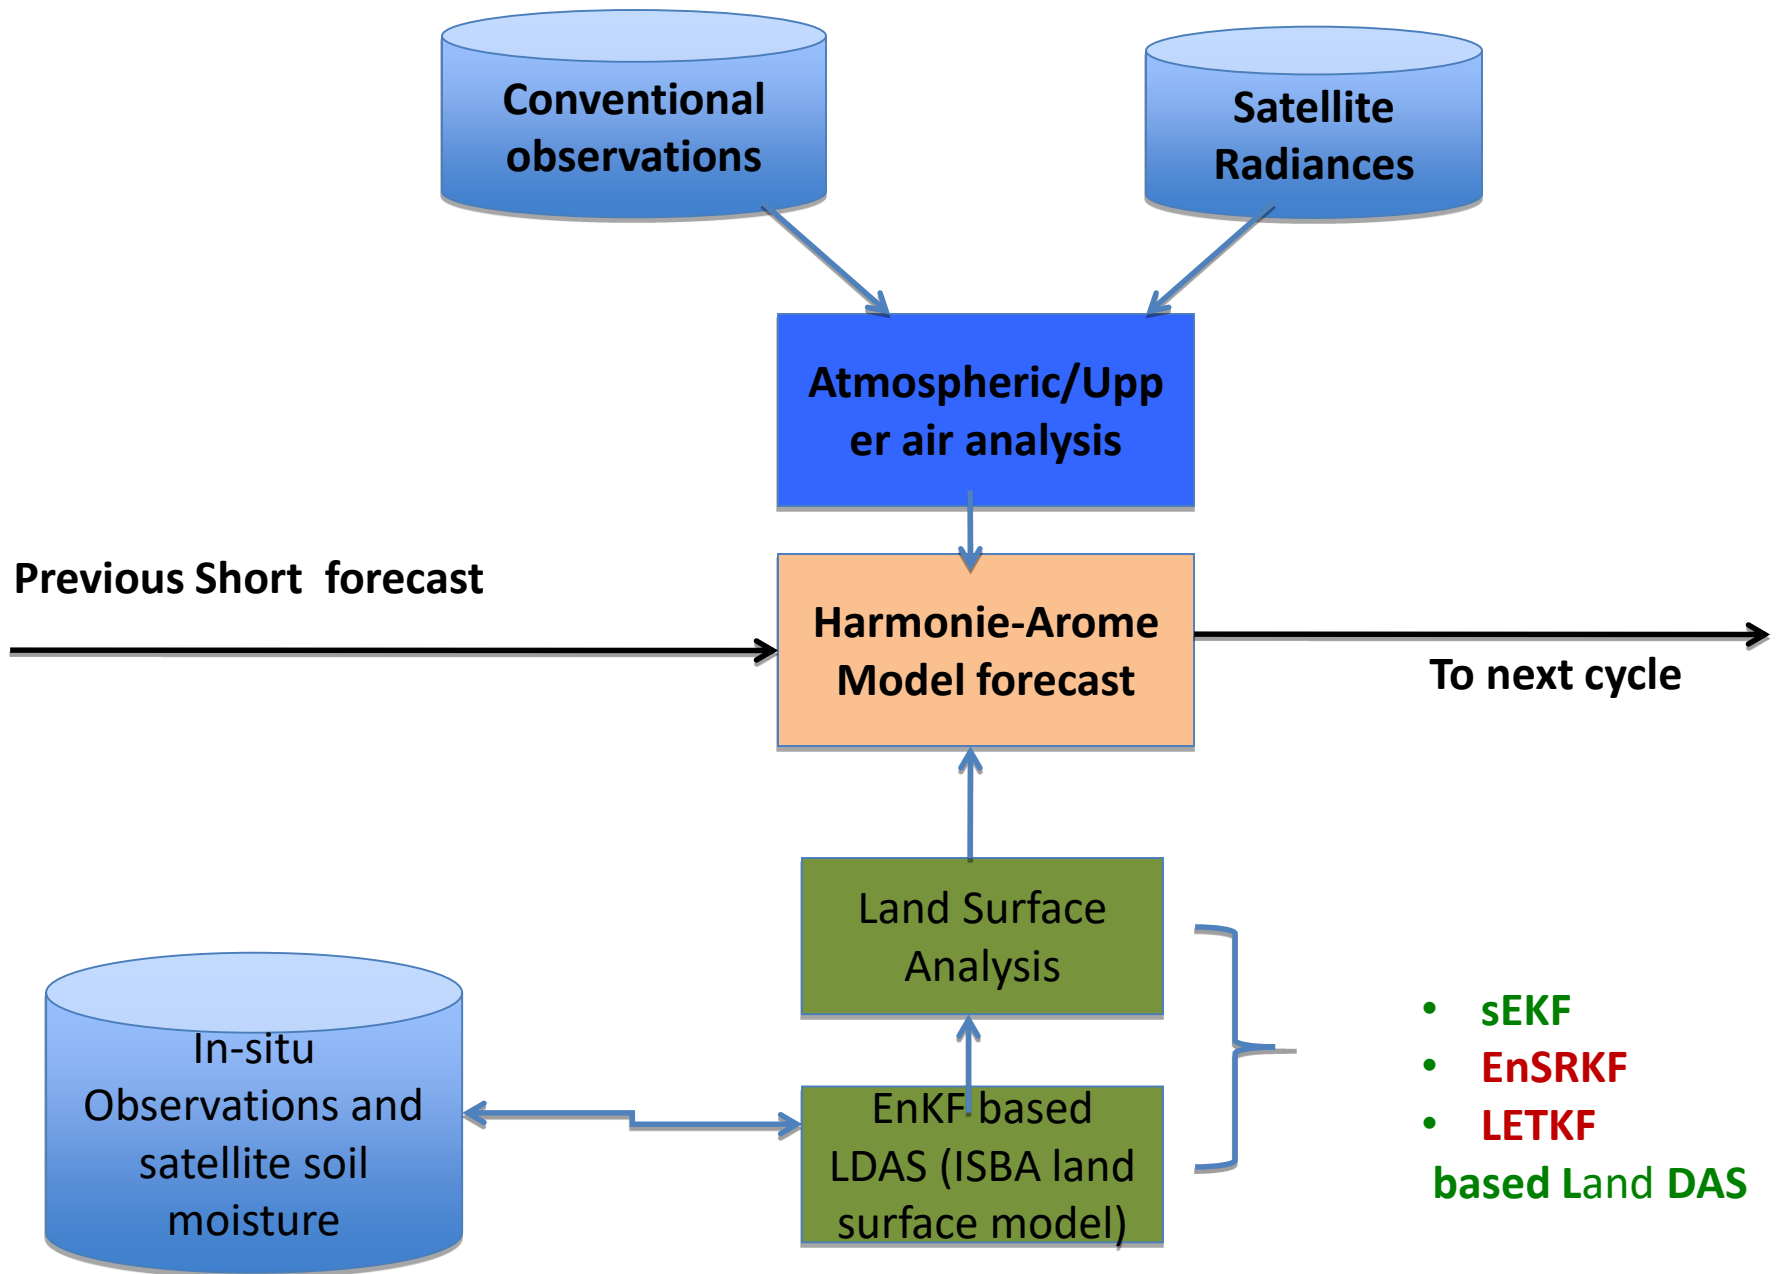 Conventional
observations
Satellite
Radiances
Atmospheric/Upp
er air analysis
Previous Short  forecast
Harmonie-Arome
Model forecast
To next cycle
Land Surface
Analysis
In-situ
Observations and
satellite soil
moisture
EnKF based
LDAS (ISBA land
surface model)
• sEKF
• EnSRKF
• LETKF
based Land DAS